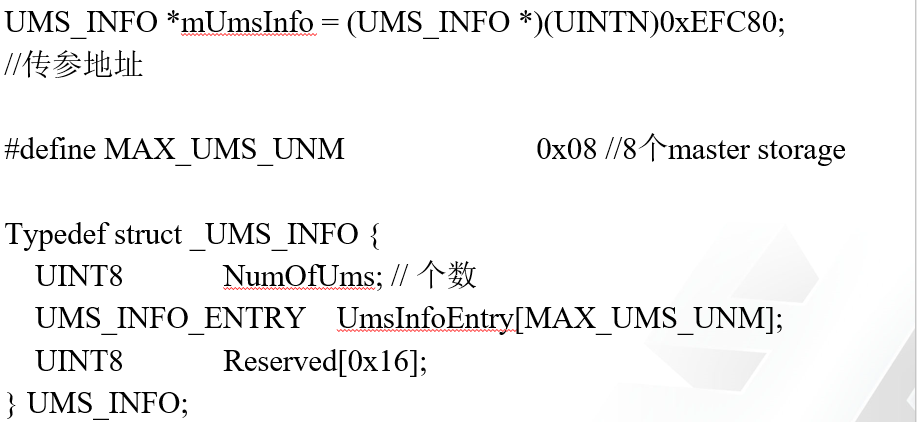 UMS_INFO *mUmsInfo = (UMS_INFO *)(UINTN)0xEFC80;
//传参地址
#define MAX_UMS_UNM 0x08 //8个master storage
Typedef struct _UMS_INFO {
UINT8 NumOfUms; // 个数
UMS_INFO_ENTRY UmsInfoEntry[MAX_UMS_UNM];
UINT8 Reserved[0x16];
} UMS_INFO;